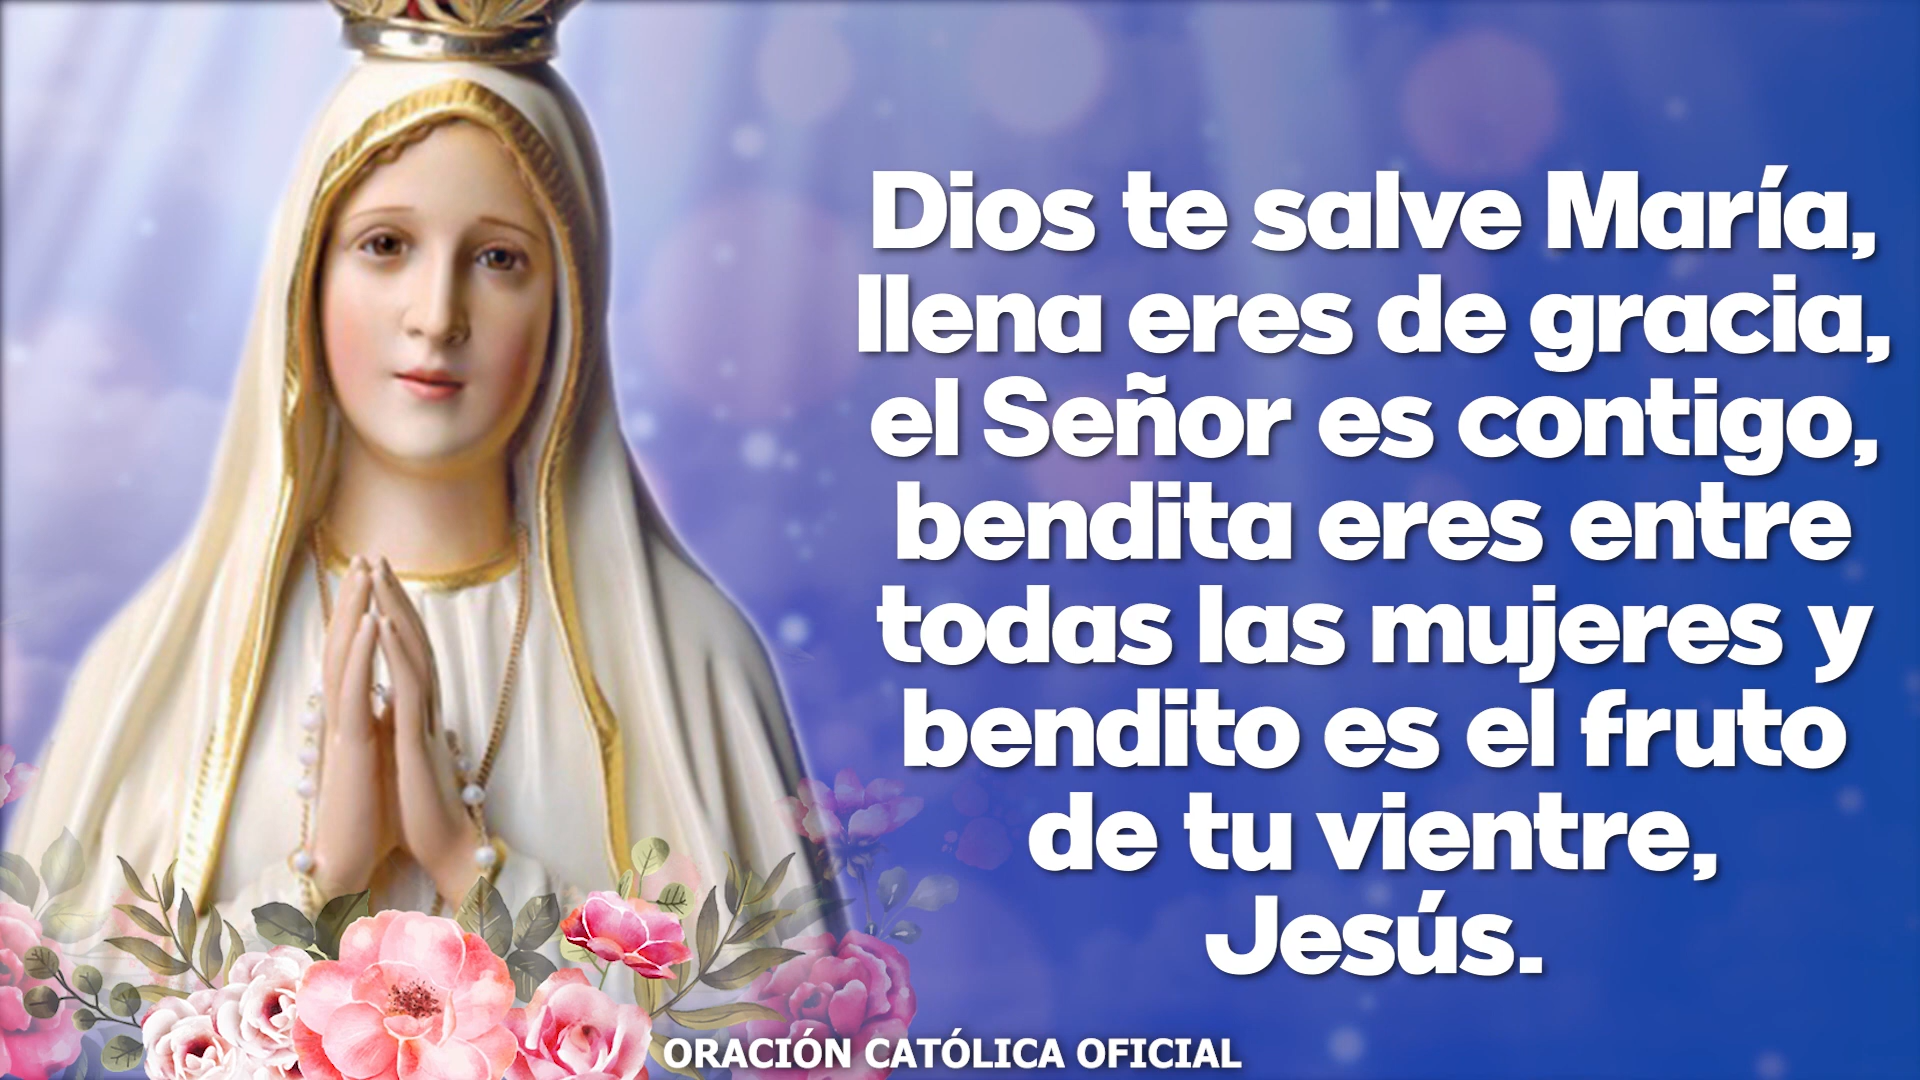 Dios te salve María,
llena eres de gracia,
el Señor es contigo,
bendita eres entre
todas las mujeres y
bendito es el fruto
de tu vientre,
Jesús.
ORACIÓN CATÓLICA OFICIAL